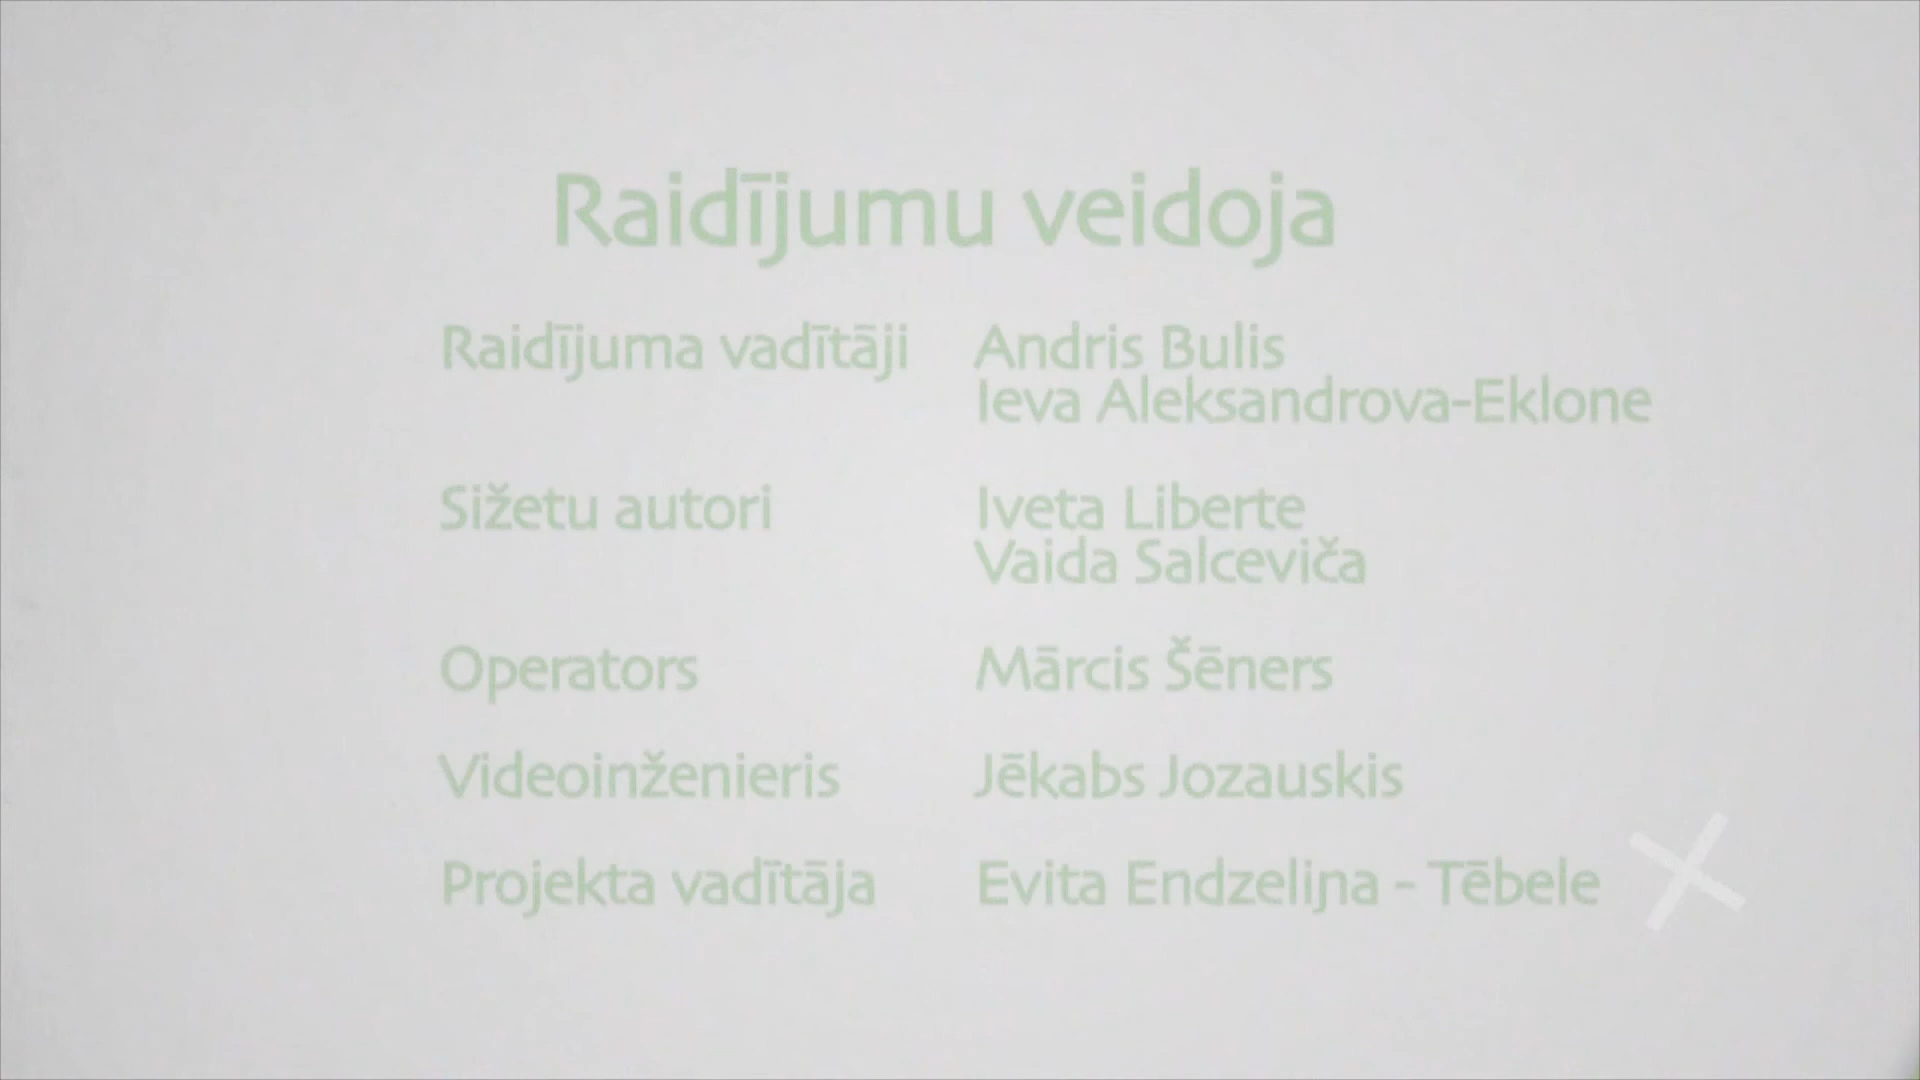 Raidījumu veidoja
Raidījuma vadītāji Andris Bulis
Ieva Aleksandrova-Eklone
Sižetu autori Iveta Liberte
Vaida Salceviča
Operators Mārcis Šēners
Videoinženieris Jēkabs Jozauskis
Projekta vadītāja Evita Endzeliņa - Tēbele